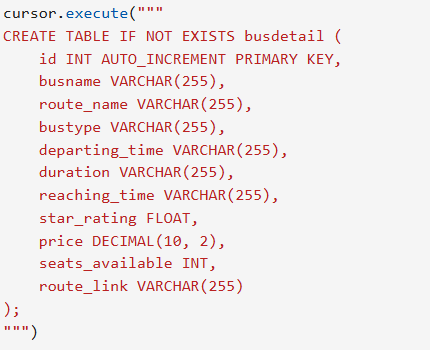 cursor.execute("""
CREATE TABLE IF NOT EXISTS busdetail (
    id INT AUTO_INCREMENT PRIMARY KEY,
    busname VARCHAR(255),
    route_name VARCHAR(255),
    bustype VARCHAR(255),
    departing_time VARCHAR(255),
    duration VARCHAR(255),
    reaching_time VARCHAR(255),
    star_rating FLOAT,
    price DECIMAL(10, 2),
    seats_available INT,
    route_link VARCHAR(255)
);
""")